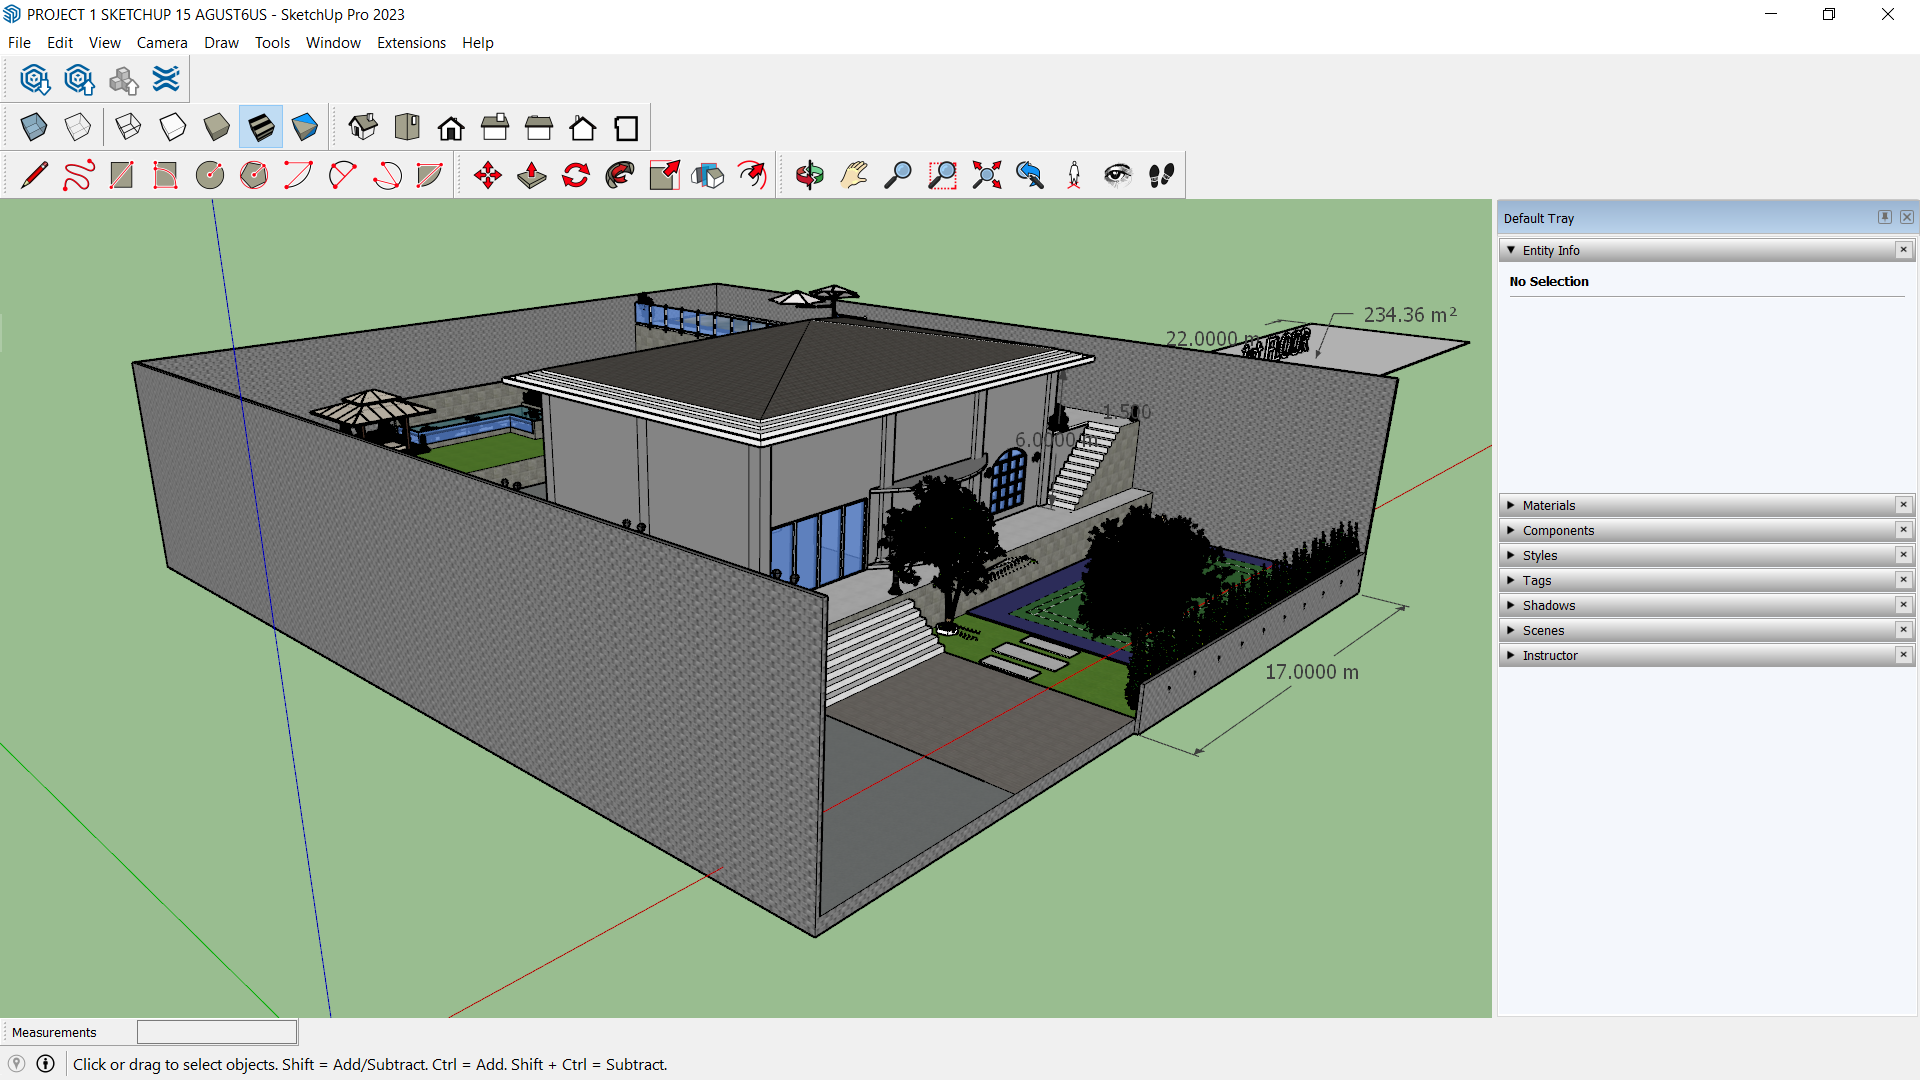 PROJECT 1 SKETCHUP 15 AGUST6US - SketchUp Pro 2023
File Edit View Camera Draw Tools Window Extensions Help
Default Tray
Entity Info
No Selection
234.36 m²
22.0000 m
1.500
6.0000 m
17.0000 m
Materials
Components
Styles
Tags
Shadows
Scenes
Instructor
Measurements
Click or drag to select objects. Shift = Add/Subtract. Ctrl = Add. Shift + Ctrl = Subtract.